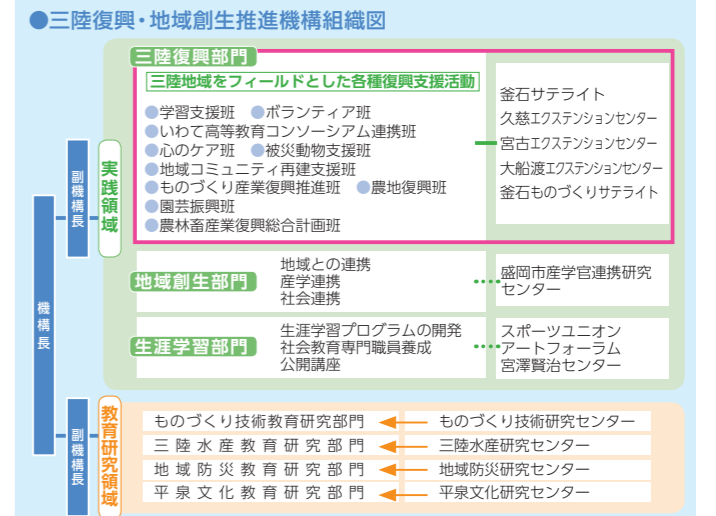 ●三陸復興・地域創生推進機構組織図
機構長
副機構長
実践領域
三陸復興部門
三陸地域をフィールドとした各種復興支援活動
●学習支援班 ●ボランティア班
●いわて高等教育コンソーシアム連携班
●心のケア班 ●被災動物支援班
●地域コミュニティ再建支援班
●ものづくり産業復興推進班 ●農地復興班
●園芸振興班
●農林畜産業復興総合計画班
釜石サテライト
久慈エクステンションセンター
宮古エクステンションセンター
大船渡エクステンションセンター
釜石ものづくりサテライト
地域創生部門
地域との連携
産学連携
社会連携
盛岡市産学官連携研究
センター
生涯学習部門
生涯学習プログラムの開発
社会教育専門職員養成
公開講座
スポーツユニオン
アートフォーラム
宮澤賢治センター
副機構長
教育研究領域
ものづくり技術教育研究部門 ものづくり技術研究センター
三陸水産教育研究部門 三陸水産研究センター
地域防災教育研究部門 地域防災研究センター
平泉文化教育研究部門 平泉文化研究センター